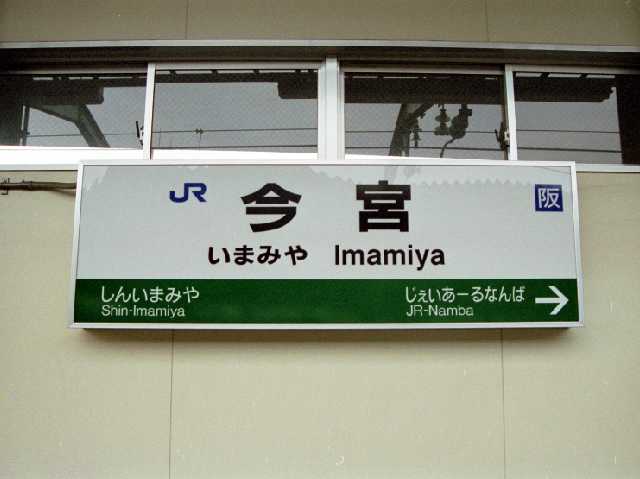 JR 今宮 阪
いまみや Imamiya
しんいまみや じぇいあーるなんば
Shin-Imamiya JR-Namba